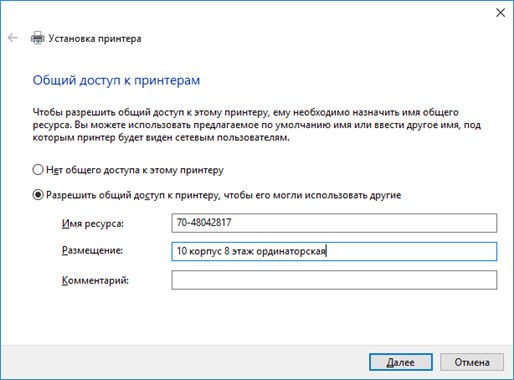 Установка принтера
Общий доступ к принтерам
Чтобы разрешить общий доступ к этому принтеру, ему необходимо назначить имя общего
ресурса. Вы можете использовать предлагаемое по умолчанию имя или ввести другое имя, под
которым принтер будет виден сетевым пользователям.
Нет общего доступа к этому принтеру
Разрешить общий доступ к принтеру, чтобы его могли использовать другие
Имя ресурса: 70-48042817
Размещение: 10 корпус 8 этаж ординаторская
Комментарий:
Далее Отмена